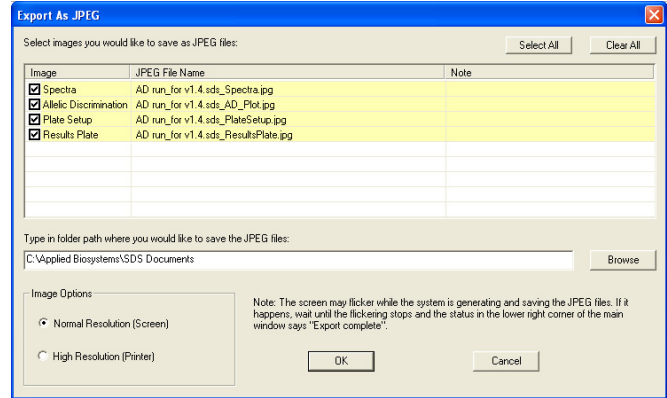 Export As JPEG
Select images you would like to save as JPEG files:
Select All
Clear All
Image JPEG File Name Note
Spectra AD run_for v1.4.sds_Spectra.jpg
Allelic Discrimination AD run_for v1.4.sds_AD_Plot.jpg
Plate Setup AD run_for v1.4.sds_PlateSetup.jpg
Results Plate AD run_for v1.4.sds_ResultsPlate.jpg
Type in folder path where you would like to save the JPEG files:
C:\Applied Biosystems\SDS Documents
Browse
Image Options
Normal Resolution (Screen)
High Resolution (Printer)
Note: The screen may flicker while the system is generating and saving the JPEG files. If it
happens, wait until the flickering stops and the status in the lower right corner of the main
window says "Export complete".
OK
Cancel